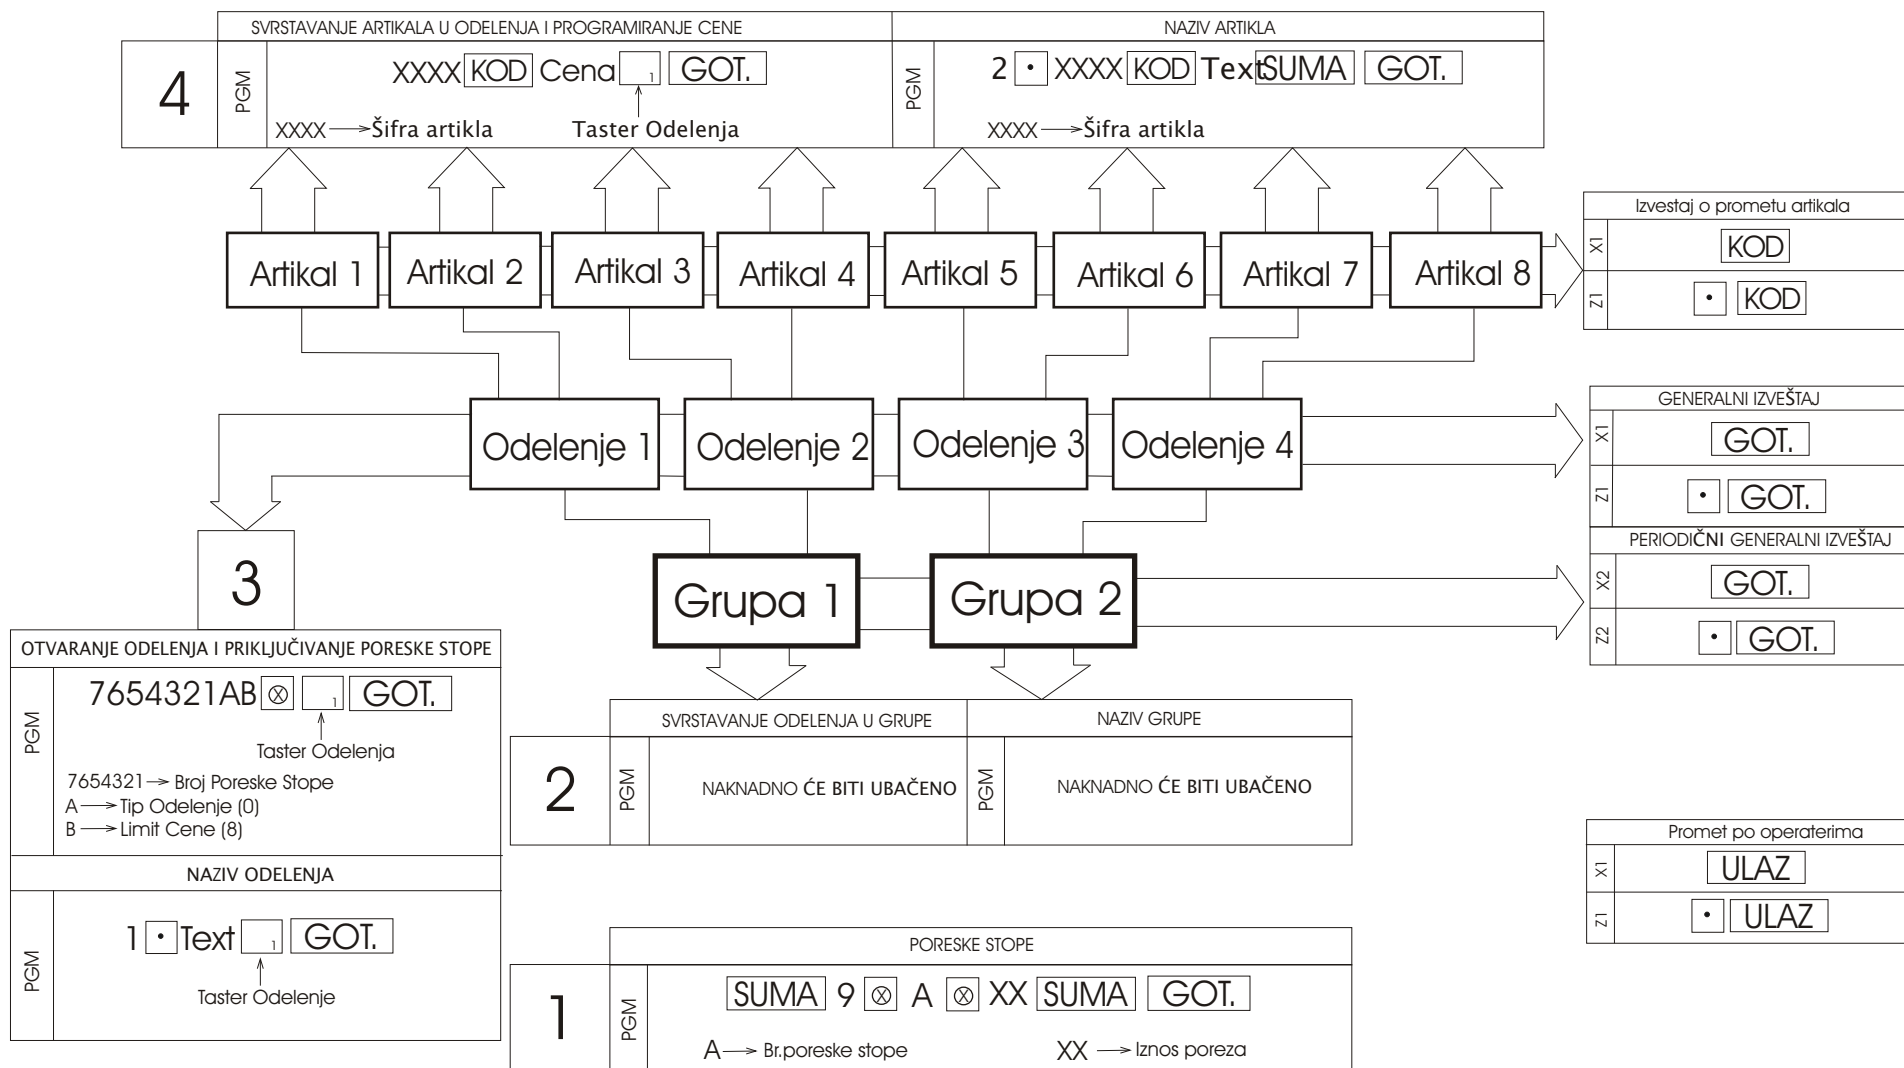 SVRSTAVANJE ARTIKALA U ODELENJA I PROGRAMIRANJE CENE
NAZIV ARTIKLA
4
PGM
XXXX KOD Cena 1 GOT.
XXXX → Šifra artikla
Taster Odelenja
PGM
2 • XXXX KOD Text SUMA GOT.
XXXX → Šifra artikla
Artikal 1
Artikal 2
Artikal 3
Artikal 4
Artikal 5
Artikal 6
Artikal 7
Artikal 8
Izvestaj o prometu artikala
X1
KOD
Z1
• KOD
Odelenje 1
Odelenje 2
Odelenje 3
Odelenje 4
GENERALNI IZVEŠTAJ
X1
GOT.
Z1
• GOT.
PERIODIČNI GENERALNI IZVEŠTAJ
X2
GOT.
Z2
• GOT.
Grupa 1
Grupa 2
3
OTVARANJE ODELENJA I PRIKLJUČIVANJE PORESKE STOPE
PGM
7654321AB ⊗ 1 GOT.
Taster Odelenja
7654321 → Broj Poreske Stope
A → Tip Odelenje (0)
B → Limit Cene (8)
NAZIV ODELENJA
PGM
1 • Text 1 GOT.
Taster Odelenje
SVRSTAVANJE ODELENJA U GRUPE
NAZIV GRUPE
2
PGM
NAKNADNO ĆE BITI UBAČENO
PGM
NAKNADNO ĆE BITI UBAČENO
Promet po operaterima
X1
ULAZ
Z1
• ULAZ
PORESKE STOPE
1
PGM
SUMA 9 ⊗ A ⊗ XX SUMA GOT.
A → Br.poreske stope
XX → Iznos poreza